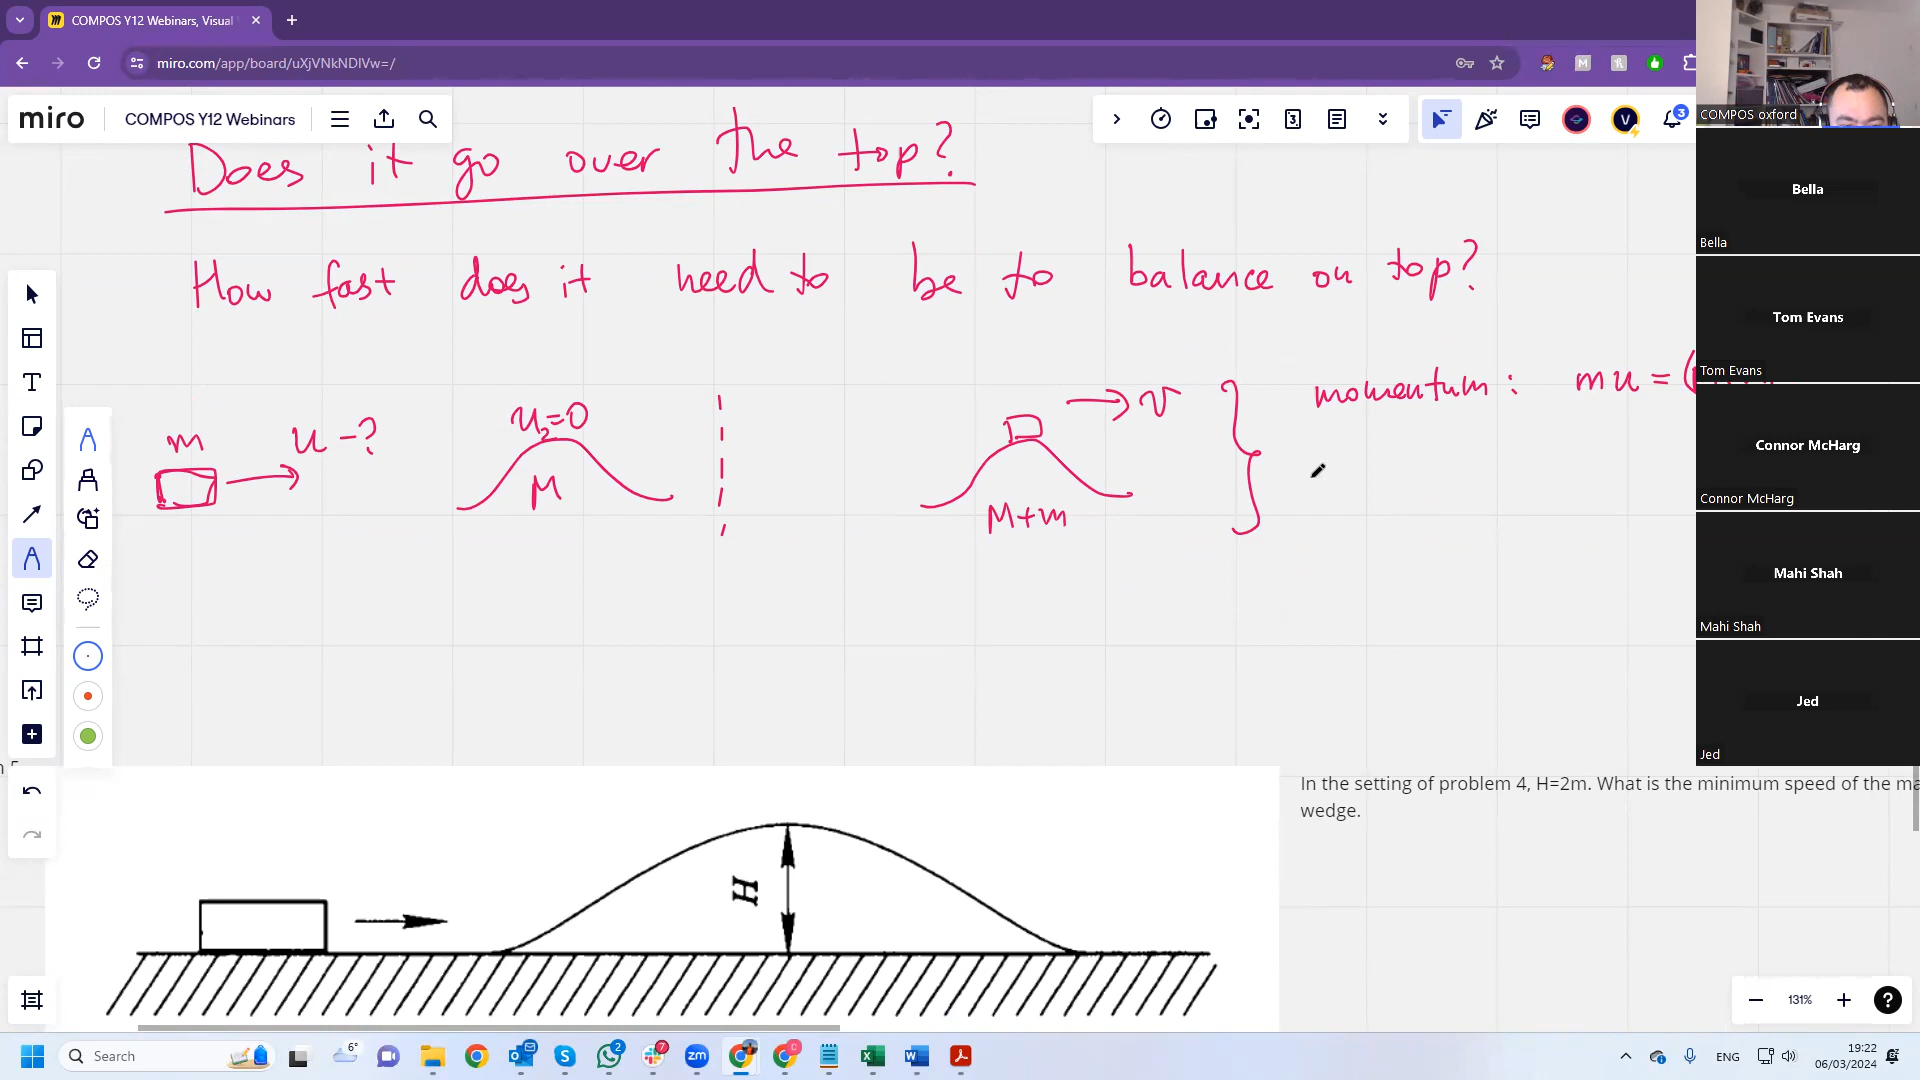 COMPOS Y12 Webinars, Visual
miro.com/app/board/uXjVNkNDIVw=/
miro
COMPOS Y12 Webinars
3
COMPOS oxford
Does it go over the top?
How fast does it need to be to balance on top?
m
u - ?
u₂=0
M
v
M+m
momentum: mu = (
Bella
Bella
Tom Evans
Tom Evans
Connor McHarg
Connor McHarg
Mahi Shah
Mahi Shah
Jed
Jed
In the setting of problem 4, H=2m. What is the minimum speed of the ma
wedge.
H
131%
Search
6°
2
7
ENG
19:22
06/03/2024